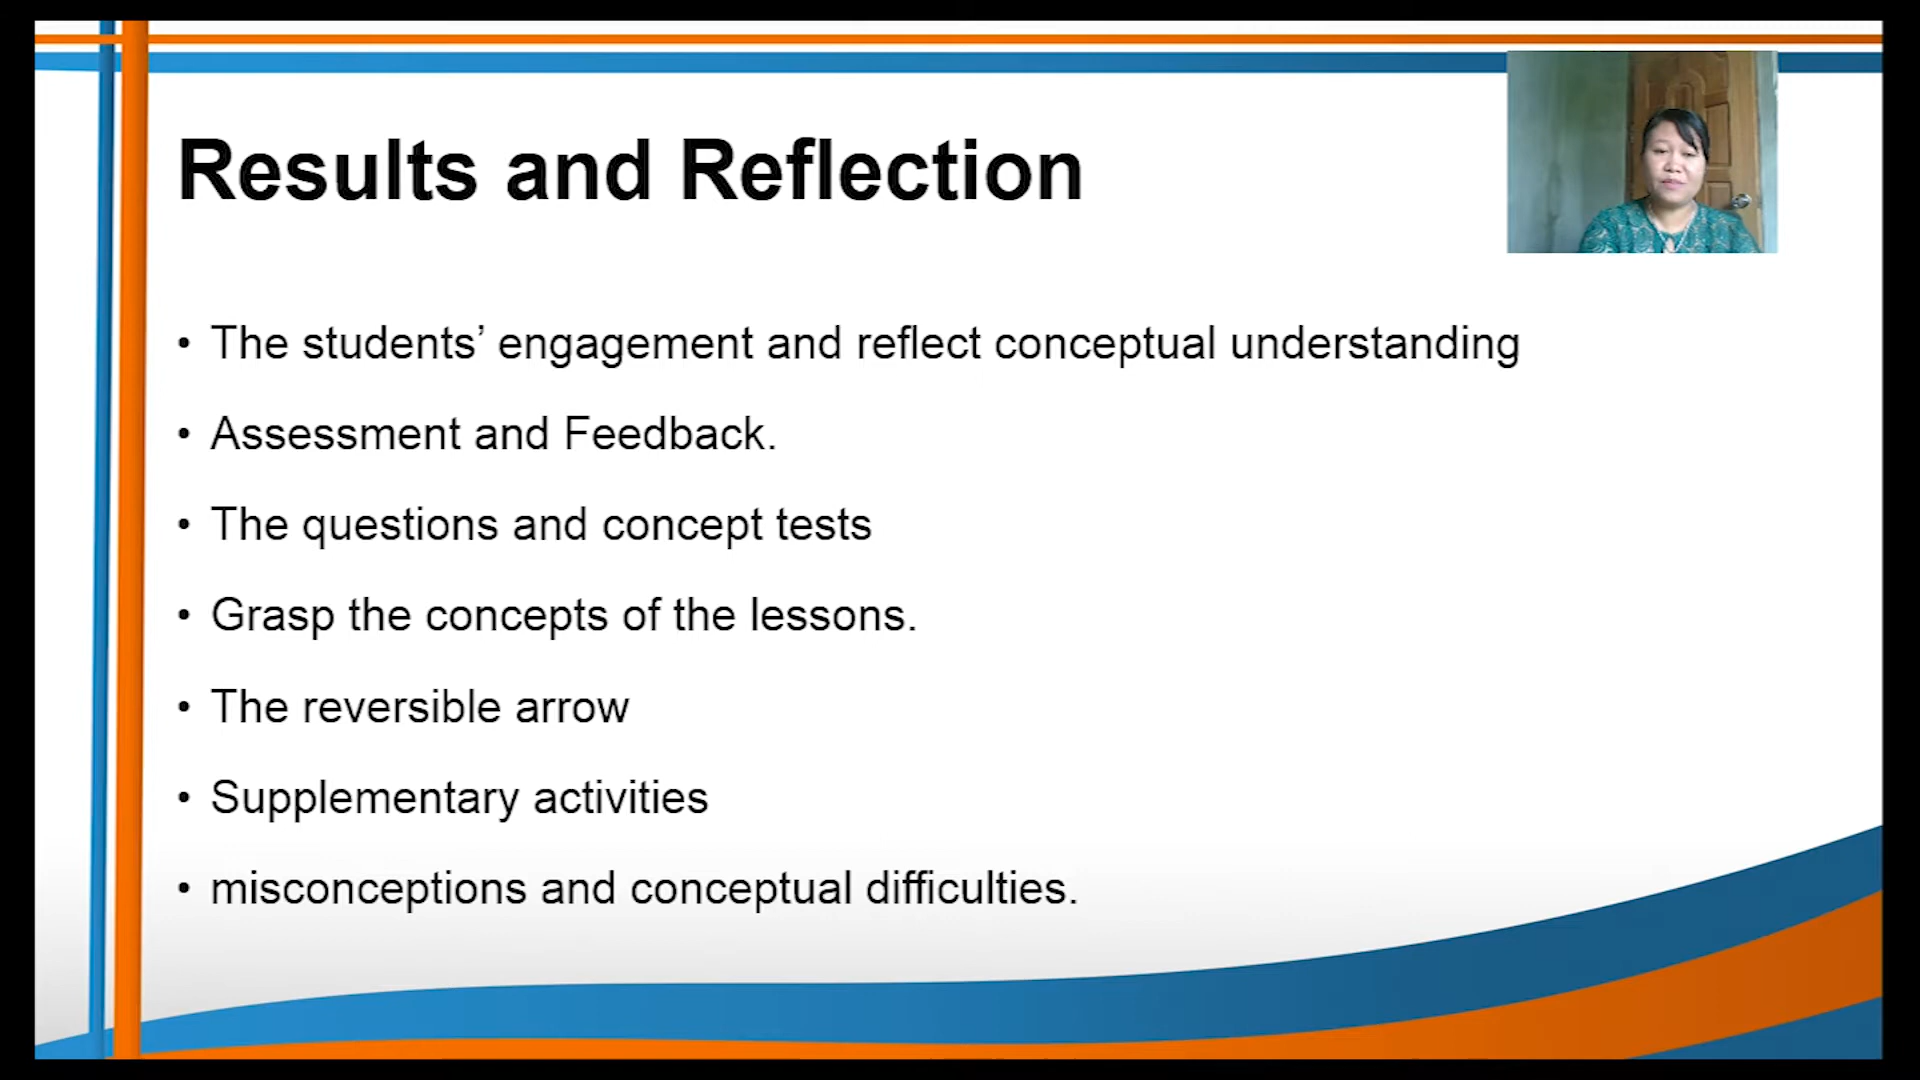 Results and Reflection
• The students’ engagement and reflect conceptual understanding
• Assessment and Feedback.
• The questions and concept tests
• Grasp the concepts of the lessons.
• The reversible arrow
• Supplementary activities
• misconceptions and conceptual difficulties.